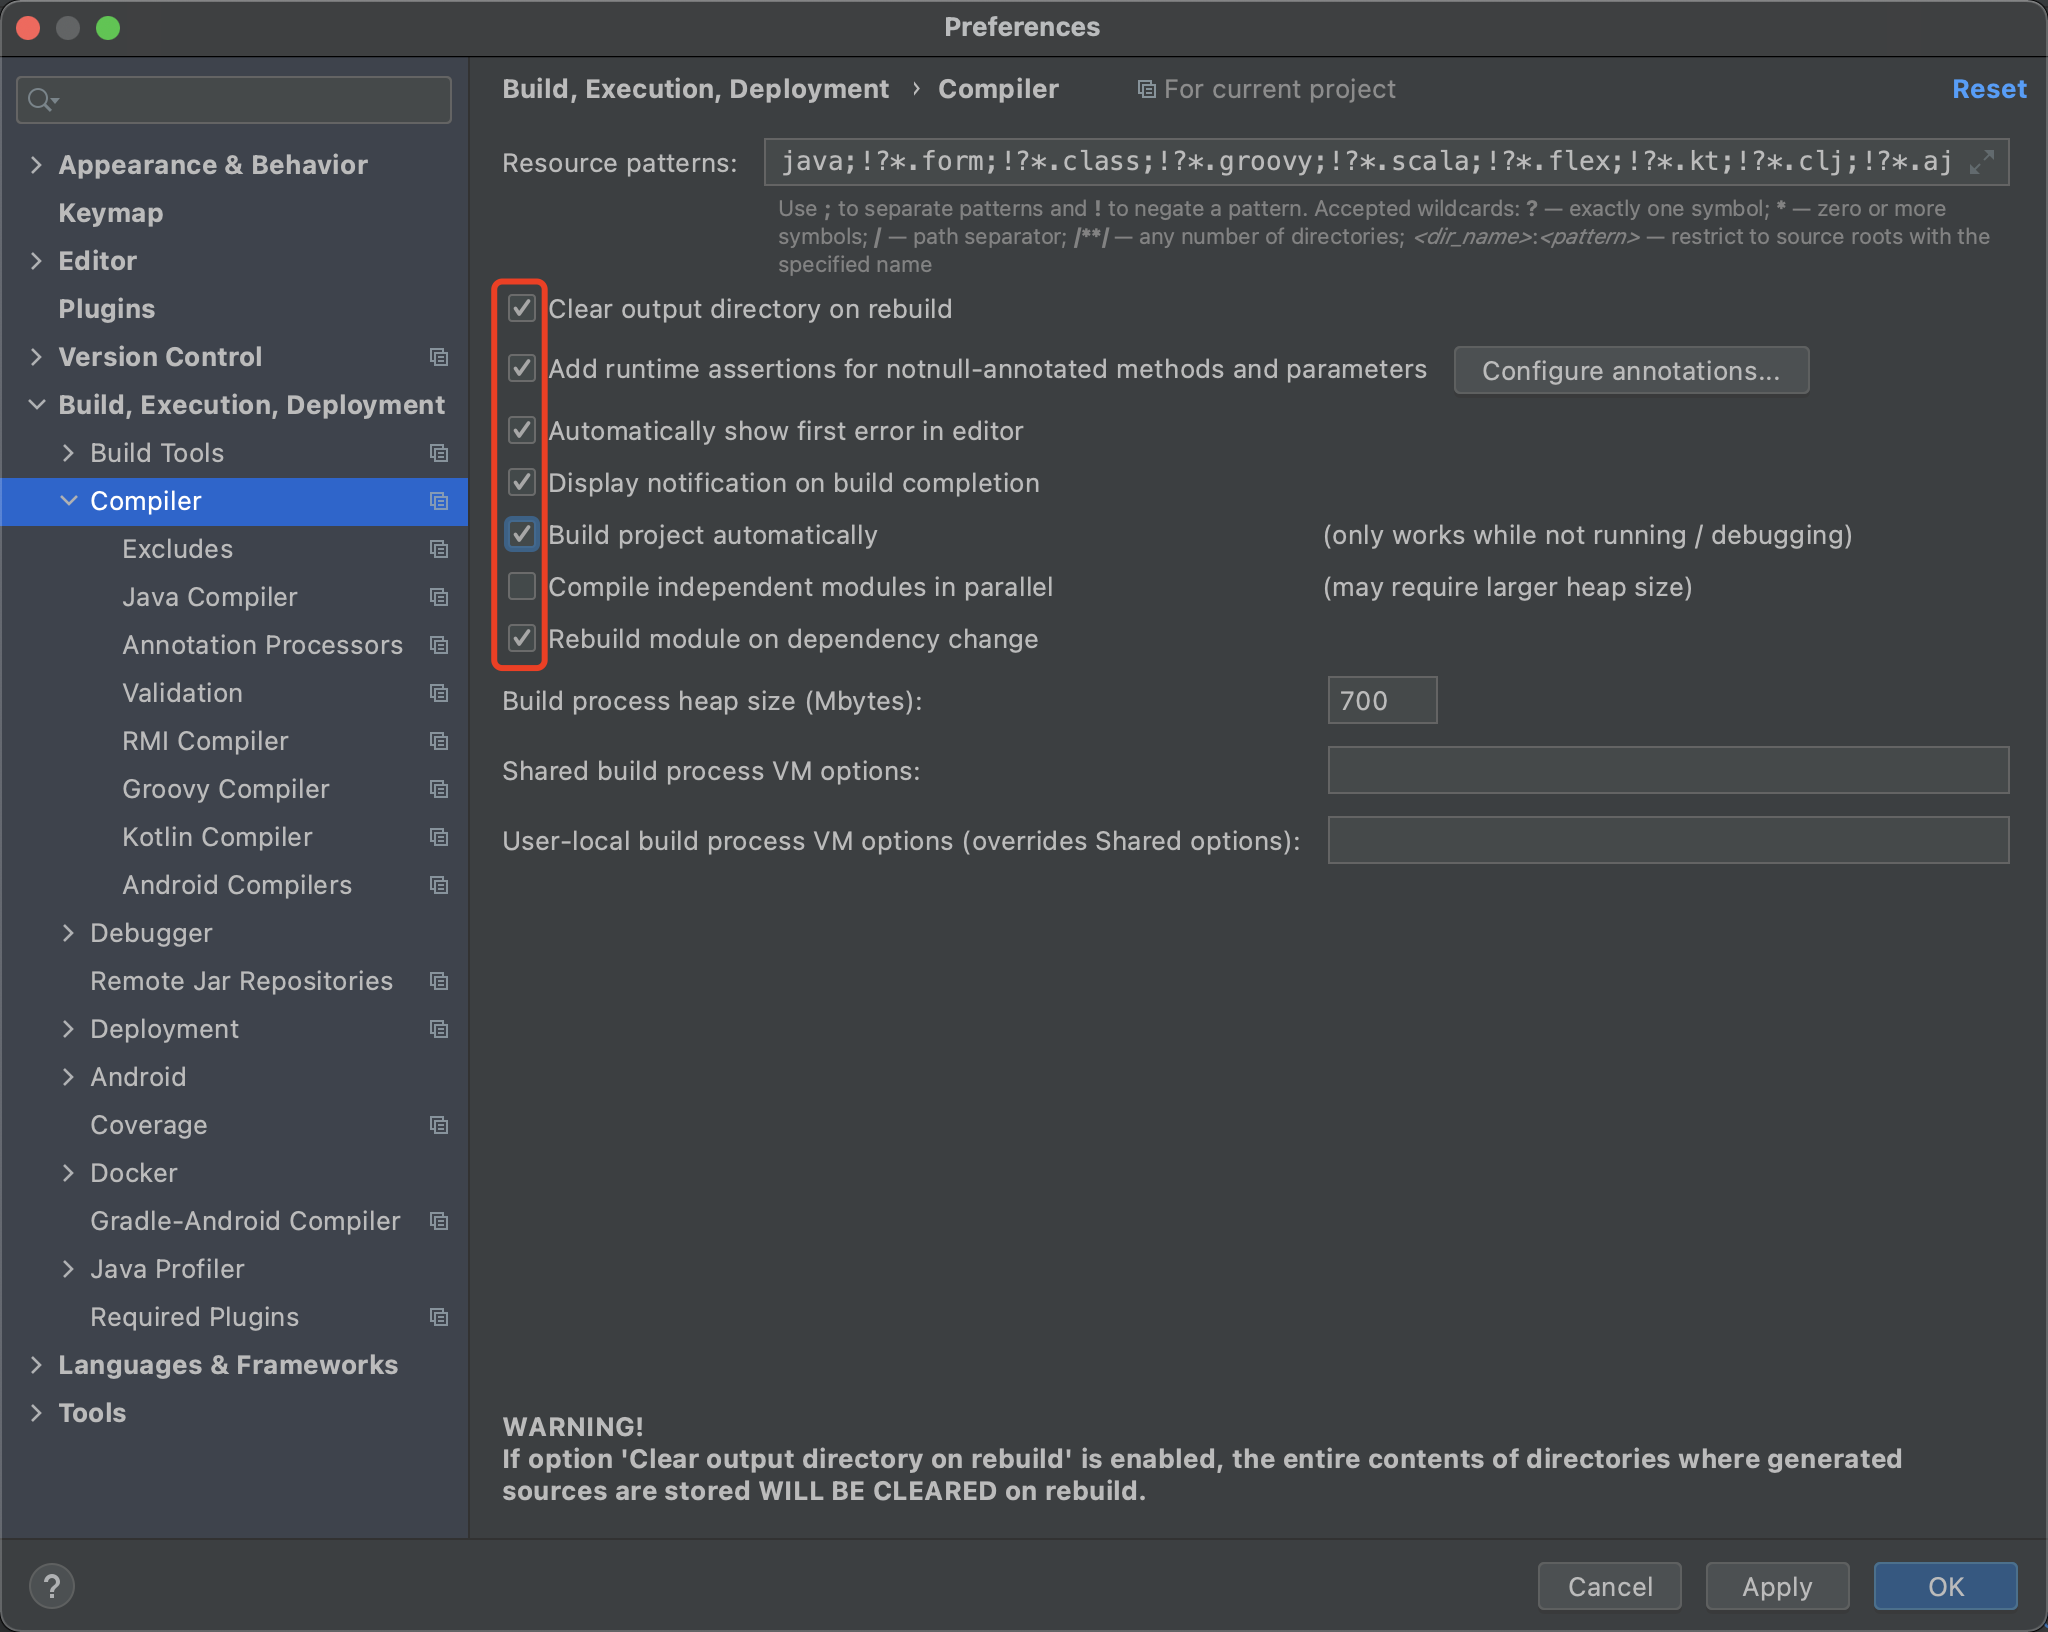 Preferences
Appearance & Behavior
Keymap
Editor
Plugins
Version Control
Build, Execution, Deployment
Build Tools
Compiler
Excludes
Java Compiler
Annotation Processors
Validation
RMI Compiler
Groovy Compiler
Kotlin Compiler
Android Compilers
Debugger
Remote Jar Repositories
Deployment
Android
Coverage
Docker
Gradle-Android Compiler
Java Profiler
Required Plugins
Languages & Frameworks
Tools
Build, Execution, Deployment › Compiler For current project Reset
Resource patterns: java;!?*.form;!?*.class;!?*.groovy;!?*.scala;!?*.flex;!?*.kt;!?*.clj;!?*.aj
Use ; to separate patterns and ! to negate a pattern. Accepted wildcards: ? — exactly one symbol; * — zero or more
symbols; / — path separator; /**/ — any number of directories; <dir_name>:<pattern> — restrict to source roots with the
specified name
Clear output directory on rebuild
Add runtime assertions for notnull-annotated methods and parameters Configure annotations...
Automatically show first error in editor
Display notification on build completion
Build project automatically (only works while not running / debugging)
Compile independent modules in parallel (may require larger heap size)
Rebuild module on dependency change
Build process heap size (Mbytes): 700
Shared build process VM options:
User-local build process VM options (overrides Shared options):
WARNING!
If option 'Clear output directory on rebuild' is enabled, the entire contents of directories where generated
sources are stored WILL BE CLEARED on rebuild.
? Cancel Apply OK